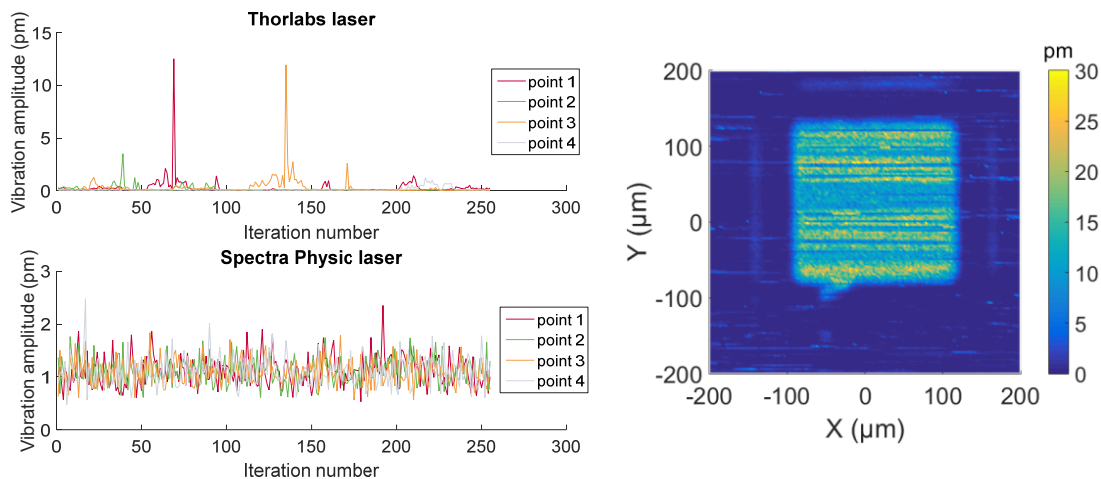 Thorlabs laser
Vibration amplitude (pm)
15
10
5
0
0 50 100 150 200 250 300
Iteration number
point 1
point 2
point 3
point 4
Spectra Physic laser
Vibration amplitude (pm)
3
2
1
0
0 50 100 150 200 250 300
Iteration number
point 1
point 2
point 3
point 4
pm
Y (µm)
200
100
0
-100
-200
-200 -100 0 100 200
X (µm)
30
25
20
15
10
5
0